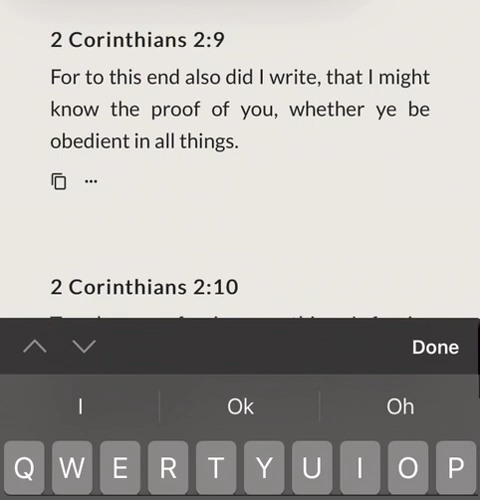 2 Corinthians 2:9
For to this end also did I write, that I might
know the proof of you, whether ye be
obedient in all things.
2 Corinthians 2:10
Done
I Ok Oh
Q W E R T Y U I O P